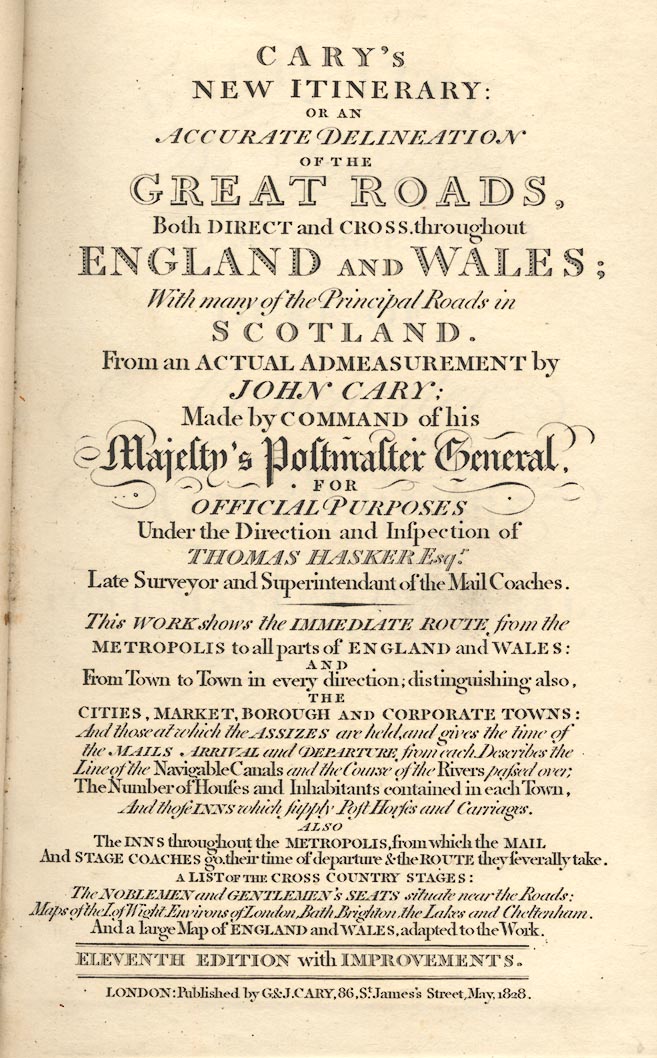 CARY's
NEW ITINERARY:
OR AN
ACCURATE DELINEATION
OF THE
GREAT ROADS,
Both DIRECT and CROSS.throughout
ENGLAND AND WALES;
With many of the Principal Roads in
SCOTLAND.
From an ACTUAL ADMEASUREMENT by
JOHN CARY;
Made by COMMAND of his
Majeſty's Poſtmaſter General,
FOR
OFFICIAL PURPOSES
Under the Direction and Inſpection of
THOMAS HASKER Esqr.
Late Surveyor and Superintendant of the Mail Coaches.
This WORK shows the IMMEDIATE ROUTE, from the
METROPOLIS to all parts of ENGLAND and WALES:
AND
From Town to Town in every direction; distinguishing also,
THE
CITIES, MARKET, BOROUGH AND CORPORATE TOWNS:
And those at which the ASSIZES are held, and gives the time of
the MAILS ARRIVAL and DEPARTURE, from each. Describes the
Line of the Navigable Canals and the Course of the Rivers paſsed over;
The Number of Houſes and Inhabitants contained in each Town,
And thoſe INNS which ſupply Poſt Horſes and Carriages.
ALSO
The INNS throughout the METROPOLIS, from which the MAIL
And STAGE COACHES go, their time of departure & the ROUTE they ſeverally take.
A LIST OF THE CROSS COUNTRY STAGES:
The NOBLEMEN and GENTLEMEN's SEATS situate near the Roads:
Maps of the I. of Wight, Environs of London, Bath, Brighton, the Lakes and Cheltenham.
And a large Map of ENGLAND and WALES, adapted to the Work.
ELEVENTH EDITION with IMPROVEMENTS.
LONDON: Published by G & J. CARY, 86, St. James's Street, May, 1828.